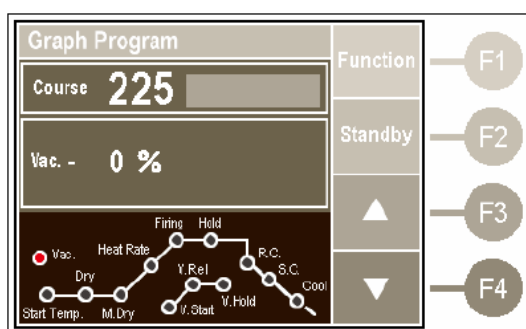 Graph Program
Function
F1
Course 225
Standby
F2
Vac. - 0 %
F3
Firing Hold
Vac. Heat Rate R.C.
Dry V.Rel S.C.
Cool
Start Temp. M.Dry V.Start V.Hold
F4